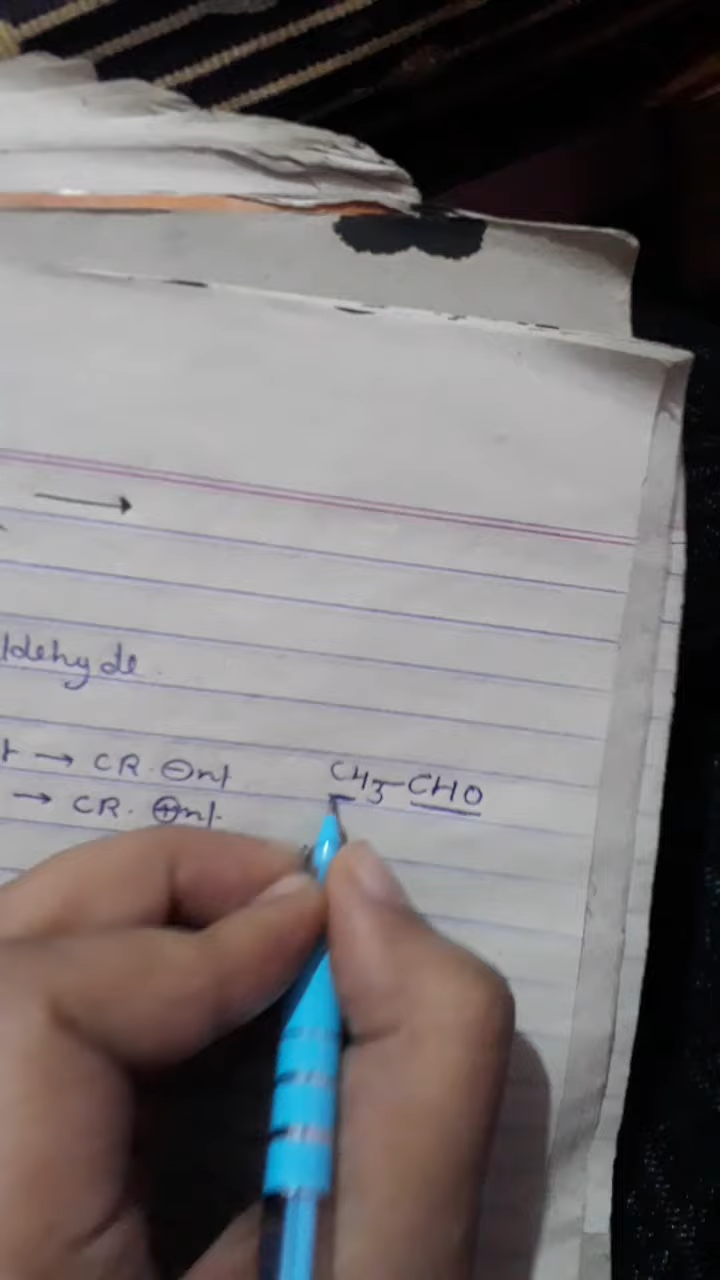 ldehyde.
t → CR. ⊖nt CH3-CHO
→ CR. ⊕nt.